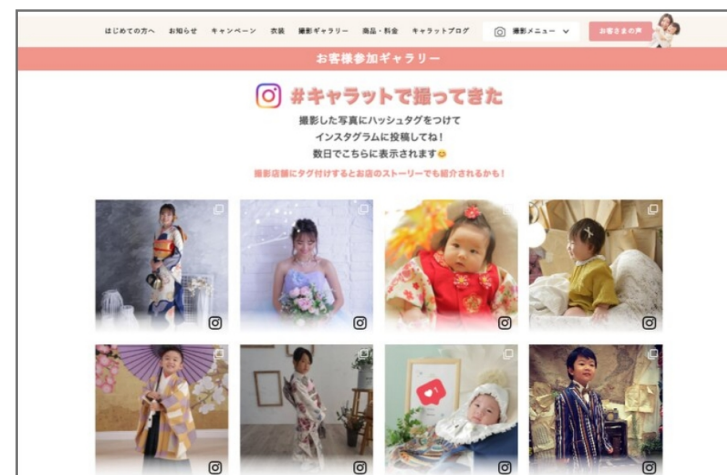 はじめての方へ お知らせ キャンペーン 衣装 撮影ギャラリー 商品・料金 キャラットブログ 撮影メニュー お客さまの声
お客様参加ギャラリー
#キャラットで撮ってきた
撮影した写真にハッシュタグをつけて
インスタグラムに投稿してね!
数日でこちらに表示されます😊
撮影店舗にタグ付けするとお店のストーリーでも紹介されるかも!